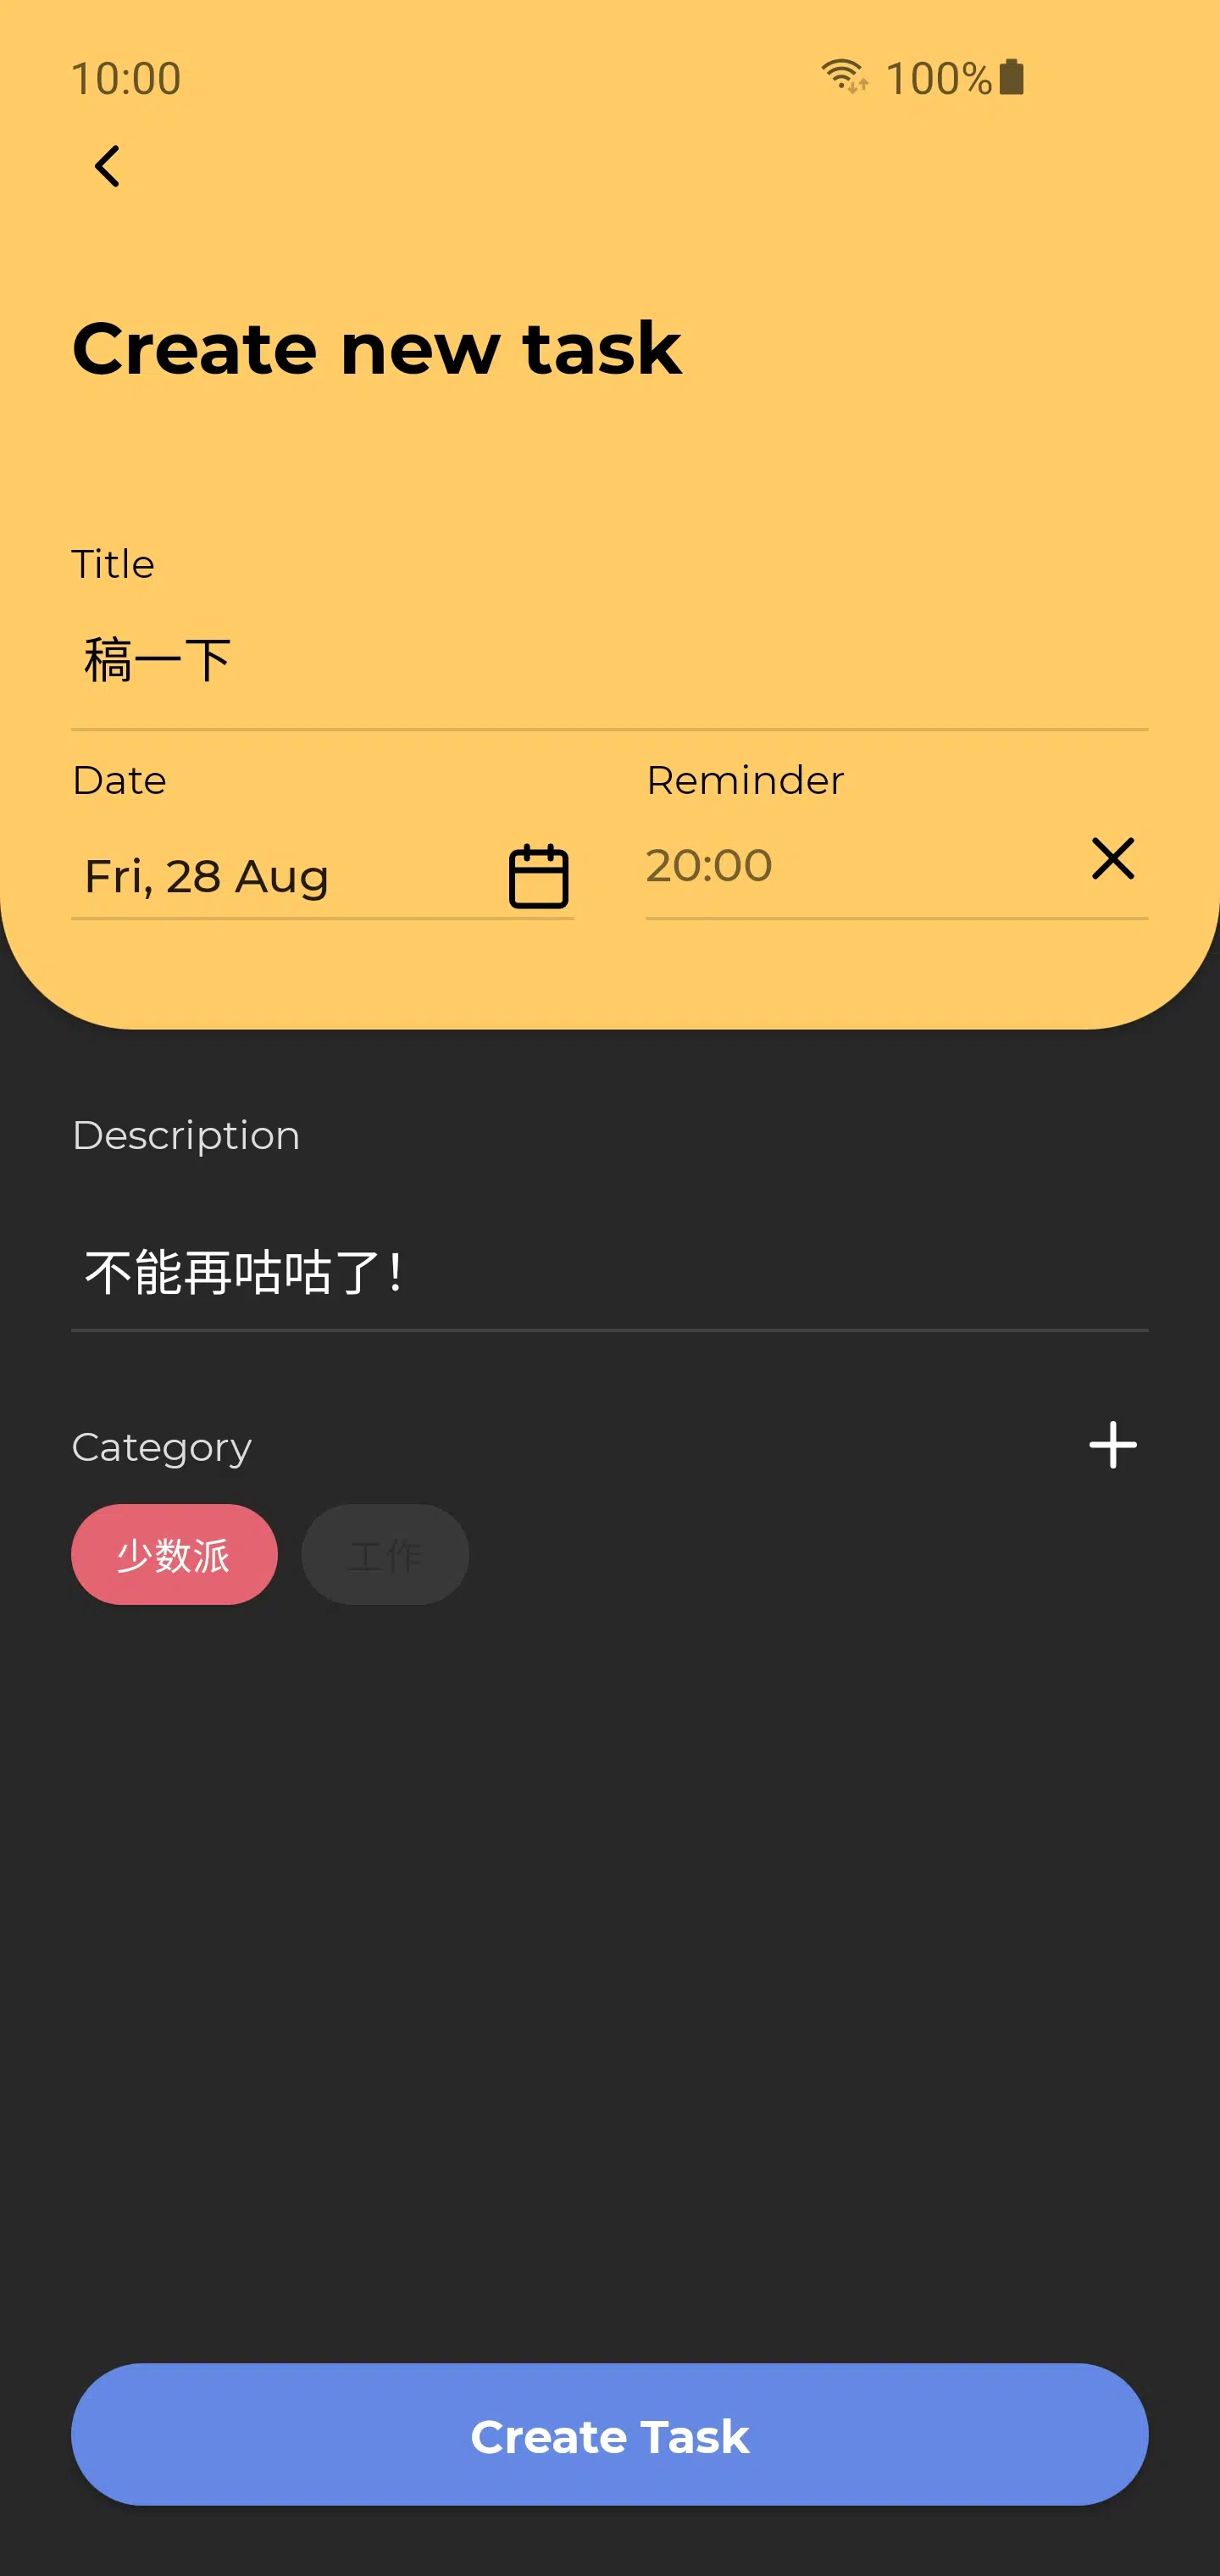 10:00 100%
Create new task
Title
稿一下
Date Reminder
Fri, 28 Aug 20:00
Description
不能再咕咕了！
Category
少数派 工作
Create Task